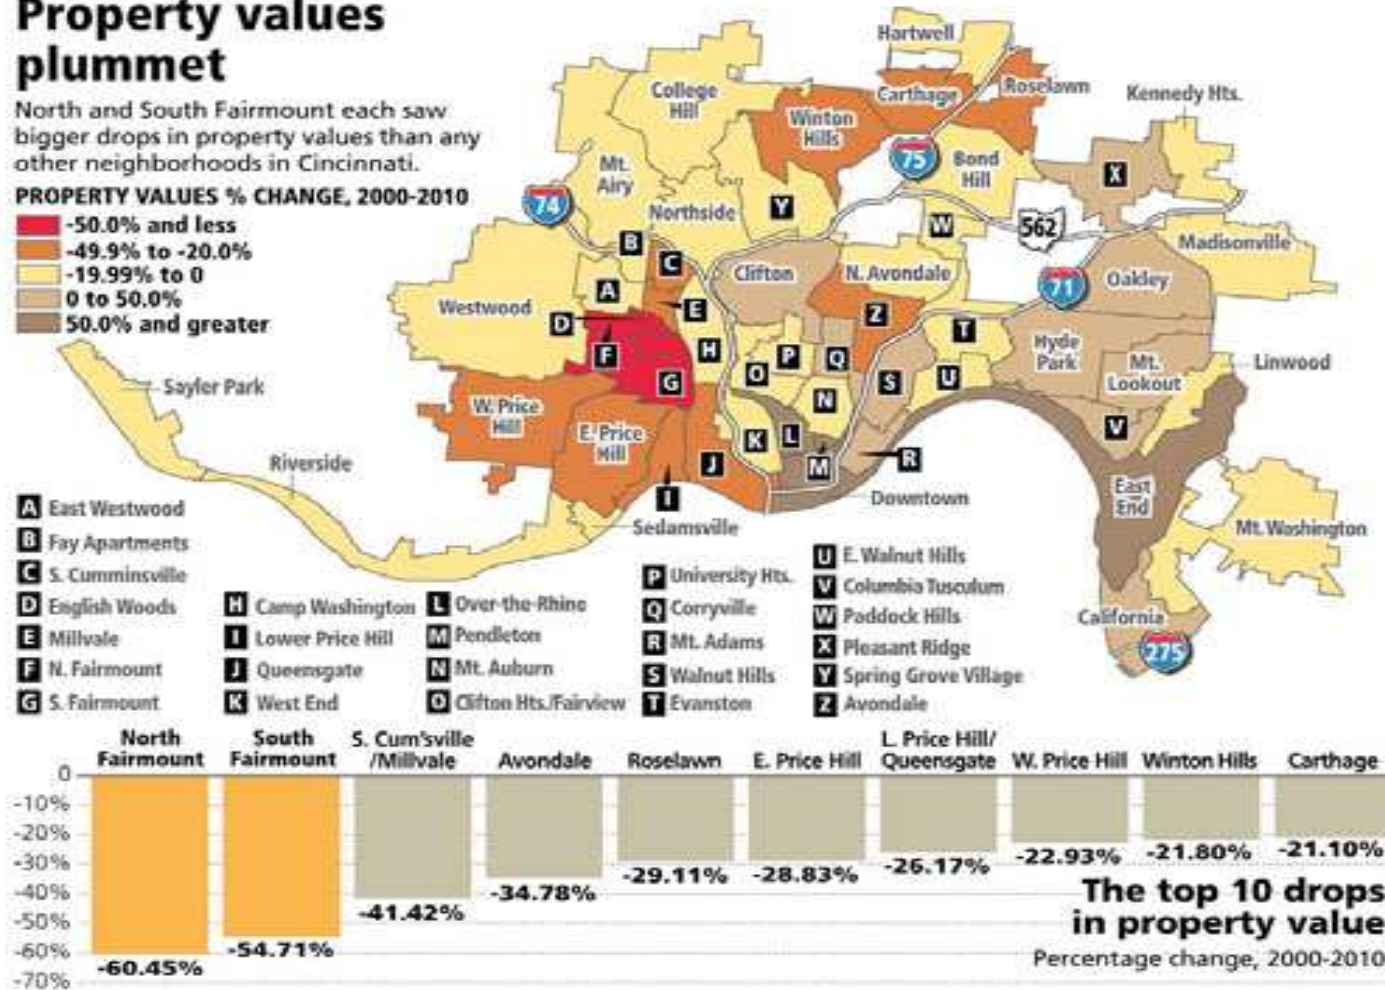 Property values
plummet
North and South Fairmount each saw
bigger drops in property values than any
other neighborhoods in Cincinnati.
PROPERTY VALUES % CHANGE, 2000-2010
-50.0% and less
-49.9% to -20.0%
-19.99% to 0
0 to 50.0%
50.0% and greater
Hartwell
College
Hill
Carthage
Roselawn
Kennedy Hts.
Winton
Hills
75
Bond
Hill
X
Mt.
Airy
74
Northside
Y
W
562
Madisonville
B
C
Clifton
N. Avondale
71
Oakley
A
Westwood
D
E
Z
T
F
H
P
Q
Hyde
Park
Mt.
Lookout
Linwood
O
G
S
U
Sayler Park
W. Price
Hill
N
E. Price
Hill
K
L
V
J
M
R
Riverside
I
Downtown
East
End
Sedamsville
Mt. Washington
California
275
A East Westwood
B Fay Apartments
C S. Cumminsville
D English Woods
E Millvale
F N. Fairmount
G S. Fairmount
H Camp Washington
I Lower Price Hill
J Queensgate
K West End
L Over-the-Rhine
M Pendleton
N Mt. Auburn
O Clifton Hts./Fairview
P University Hts.
Q Corryville
R Mt. Adams
S Walnut Hills
T Evanston
U E. Walnut Hills
V Columbia Tusculum
W Paddock Hills
X Pleasant Ridge
Y Spring Grove Village
Z Avondale
North
Fairmount
South
Fairmount
S. Cum'sville
/Millvale
Avondale
Roselawn
E. Price Hill
L. Price Hill/
Queensgate
W. Price Hill
Winton Hills
Carthage
0
-10%
-20%
-30%
-40%
-50%
-60%
-70%
-60.45%
-54.71%
-41.42%
-34.78%
-29.11%
-28.83%
-26.17%
-22.93%
-21.80%
-21.10%
The top 10 drops
in property value
Percentage change, 2000-2010